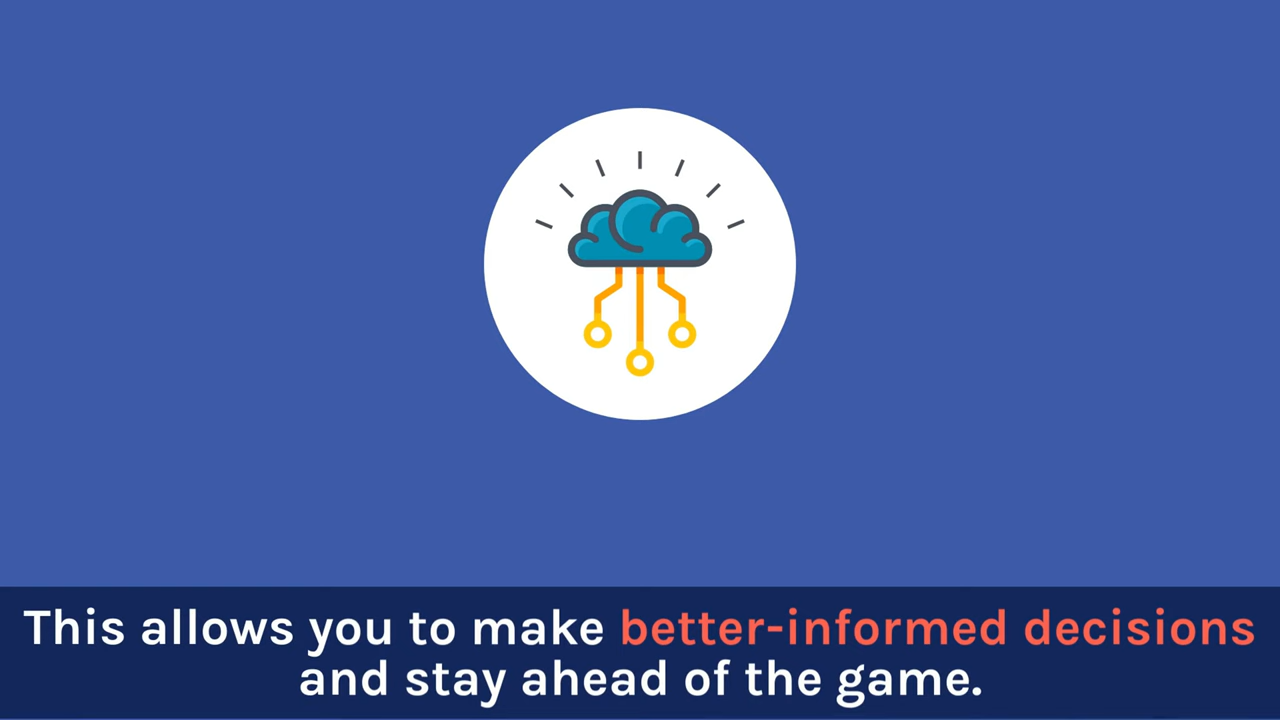 This allows you to make better-informed decisions
and stay ahead of the game.